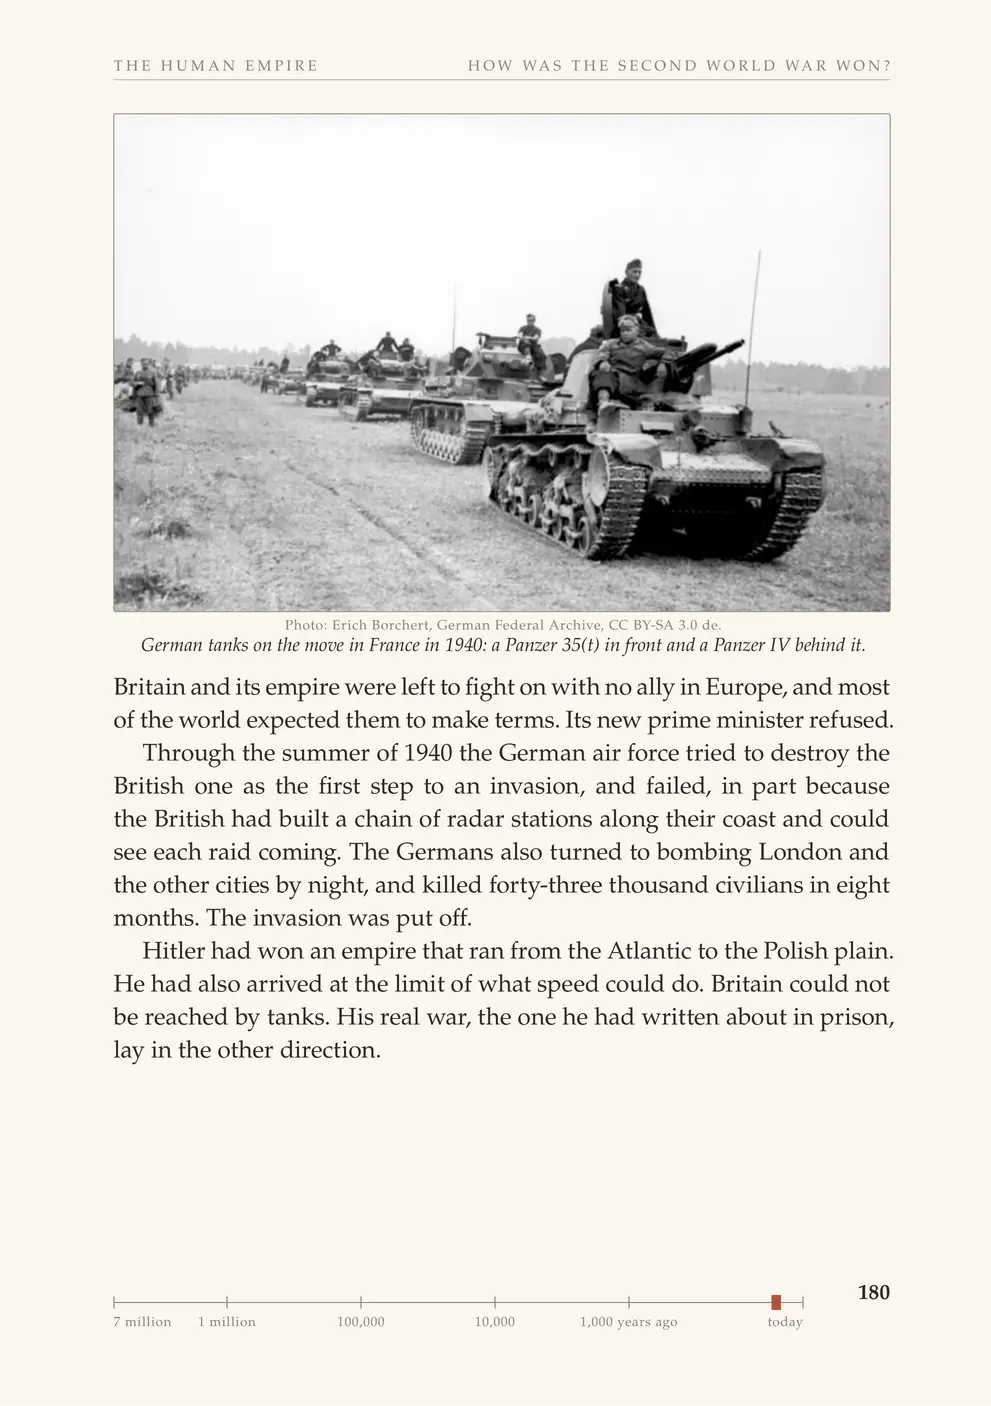 THE HUMAN EMPIRE
HOW WAS THE SECOND WORLD WAR WON?
Photo: Erich Borchert, German Federal Archive, CC BY-SA 3.0 de.
German tanks on the move in France in 1940: a Panzer 35(t) in front and a Panzer IV behind it.
Britain and its empire were left to fight on with no ally in Europe, and most
of the world expected them to make terms. Its new prime minister refused.
Through the summer of 1940 the German air force tried to destroy the
British one as the first step to an invasion, and failed, in part because
the British had built a chain of radar stations along their coast and could
see each raid coming. The Germans also turned to bombing London and
the other cities by night, and killed forty-three thousand civilians in eight
months. The invasion was put off.
Hitler had won an empire that ran from the Atlantic to the Polish plain.
He had also arrived at the limit of what speed could do. Britain could not
be reached by tanks. His real war, the one he had written about in prison,
lay in the other direction.
180
7 million
1 million
100,000
10,000
1,000 years ago
today